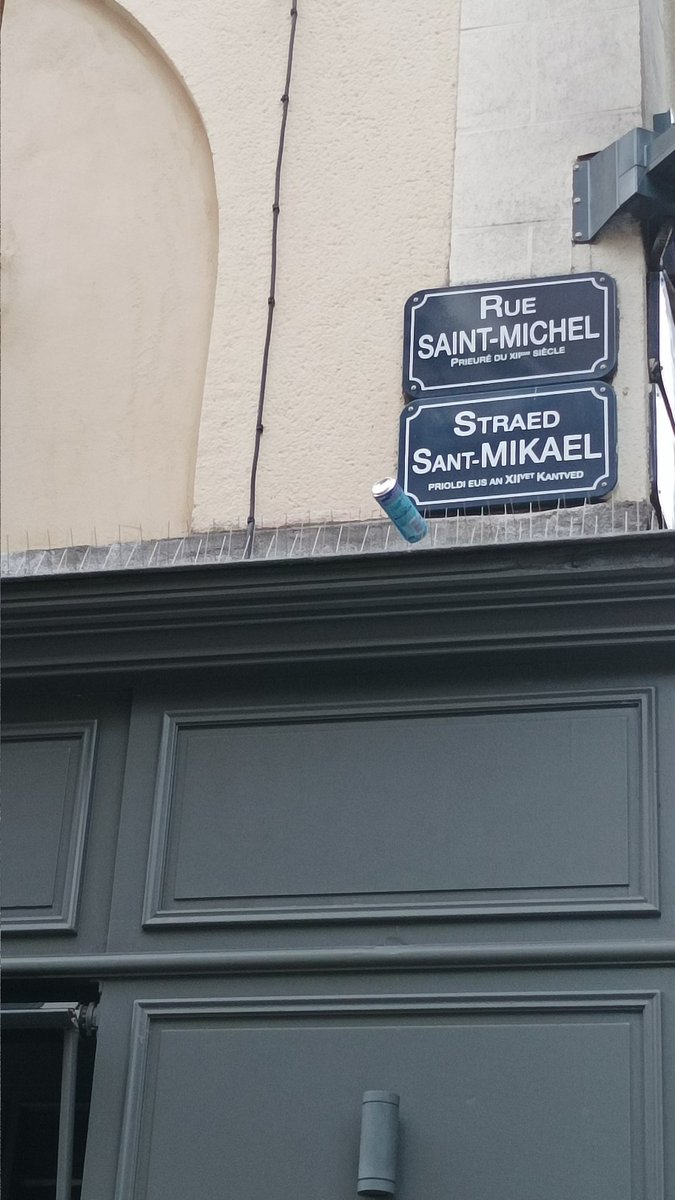 RUE
SAINT-MICHEL
PRIEURÉ DU XIIème SIÈCLE
STRAED
SANT-MIKAEL
PRIOLDI EUS AN XIIVET KANTVED